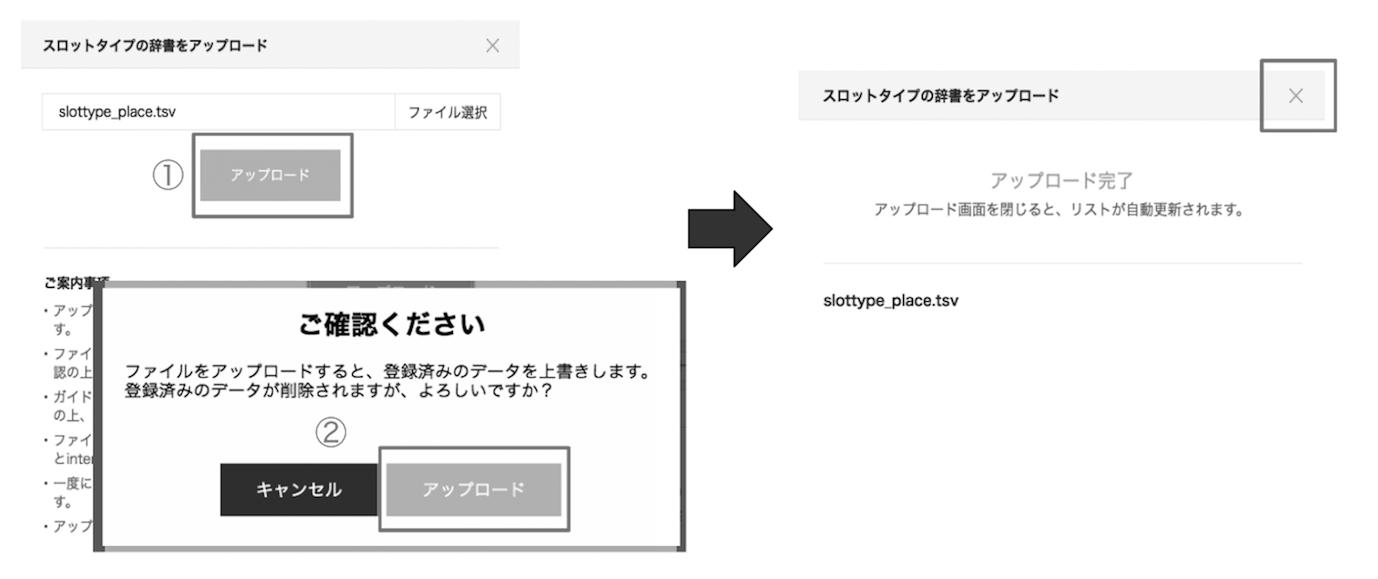 スロットタイプの辞書をアップロード
slottype_place.tsv
ファイル選択
①
アップロード
ご案内事項
・アップ
す。
・ファイ
認の上
・ガイド
の上、
・ファイ
とinte
・一度に
す。
・アップ
ご確認ください
ファイルをアップロードすると、登録済みのデータを上書きします。
登録済みのデータが削除されますが、よろしいですか？
②
キャンセル
アップロード
スロットタイプの辞書をアップロード
アップロード完了
アップロード画面を閉じると、リストが自動更新されます。
slottype_place.tsv